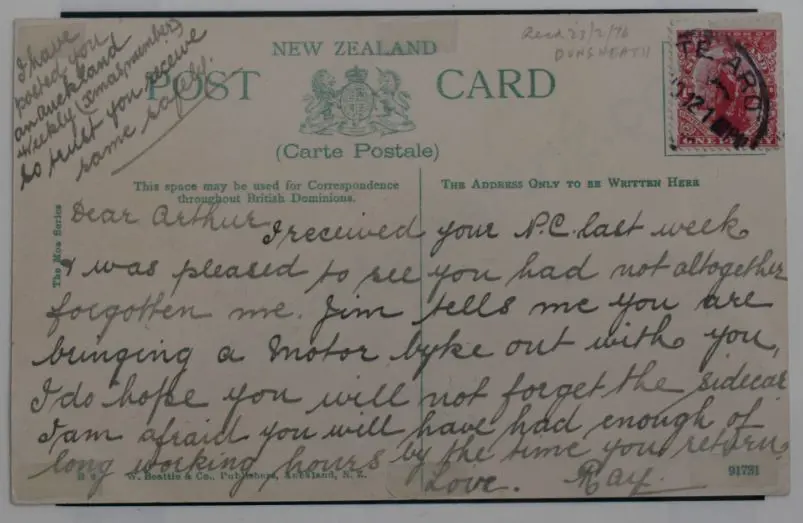 I have
posted you
an Auckland
Weekly (Xmas number)
so trust you receive
same safely.
Recd 23/2/76
DUNGHEATH
NEW ZEALAND
POST CARD
(Carte Postale)
TE ARO
This space may be used for Correspondence
throughout British Dominions.
THE ADDRESS ONLY TO BE WRITTEN HERE
The Moa Series
Dear Arthur
I received your P.C. last week
& was pleased to see you had not altogether
forgotten me. Jim tells me you are
bringing a Motor byke out with you,
I do hope you will not forget the sidecar
I am afraid you will have had enough of
long working hours by the time you return.
Love. Ray.
W. Beattie & Co., Publishers, Auckland, N.Z.
91731